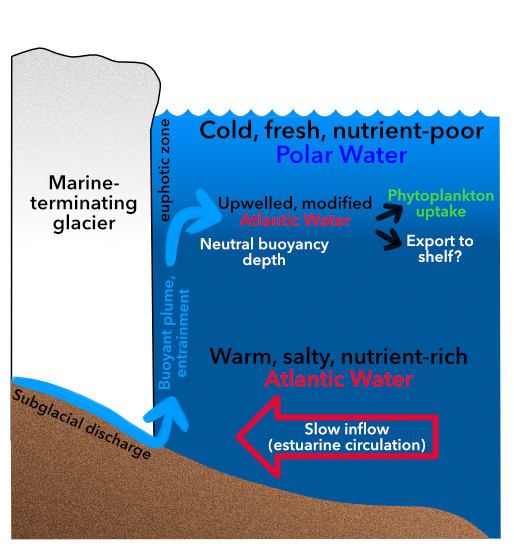 Cold, fresh, nutrient-poor
Polar Water
euphotic zone
Marine-
terminating
glacier
Upwelled, modified
Atlantic Water
Phytoplankton
uptake
Neutral buoyancy
depth
Export to
shelf?
Buoyant plume,
entrainment
Warm, salty, nutrient-rich
Atlantic Water
Subglacial discharge
Slow inflow
(estuarine circulation)